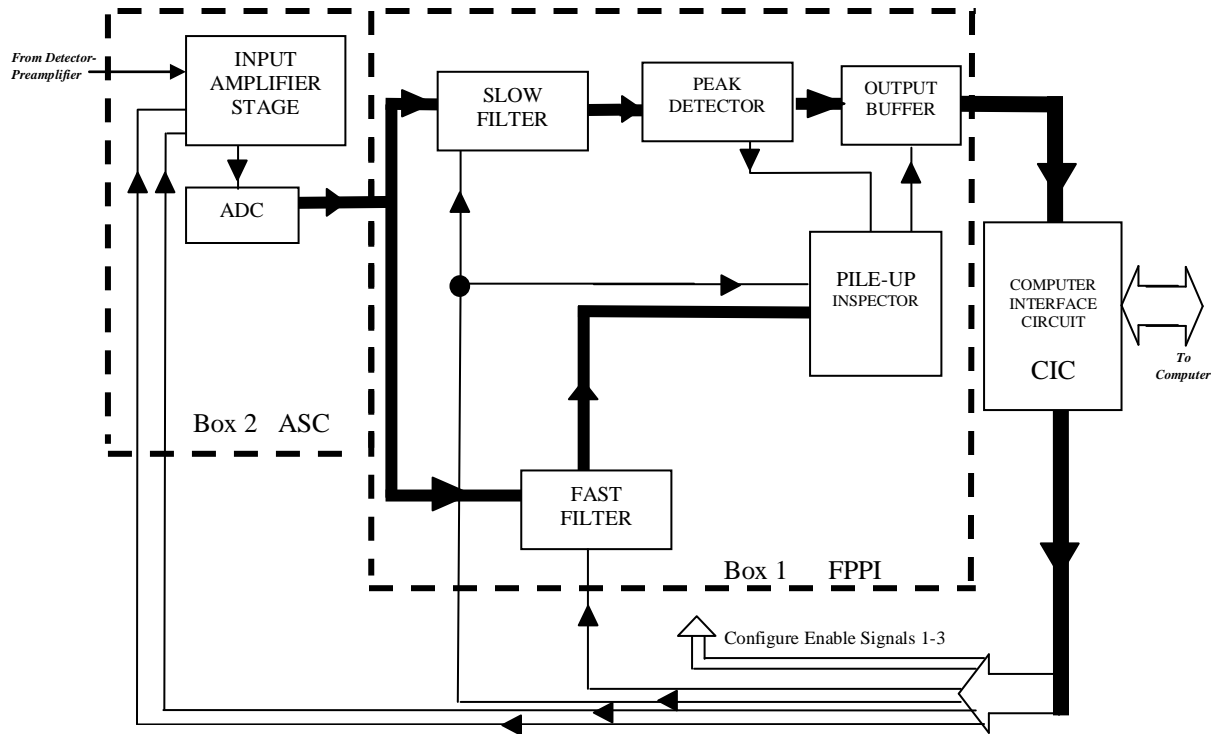 From Detector-
Preamplifier
INPUT
AMPLIFIER
STAGE
ADC
Box 2 ASC
SLOW
FILTER
PEAK
DETECTOR
OUTPUT
BUFFER
PILE-UP
INSPECTOR
FAST
FILTER
Box 1 FPPI
COMPUTER
INTERFACE
CIRCUIT
CIC
To
Computer
Configure Enable Signals 1-3